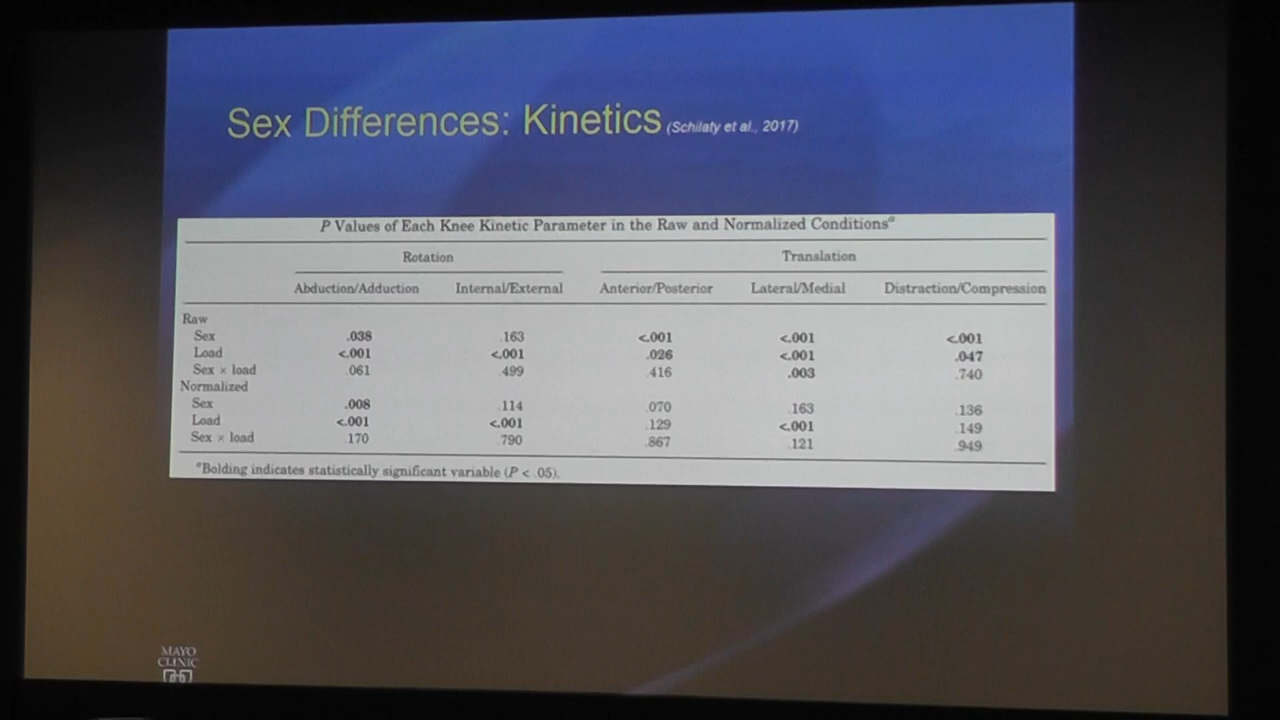 Sex Differences: Kinetics (Schilaty et al., 2017)
P Values of Each Knee Kinetic Parameter in the Raw and Normalized Conditionsᵃ
Rotation Translation
Abduction/Adduction Internal/External Anterior/Posterior Lateral/Medial Distraction/Compression
Raw
Sex .038 .163 <.001 <.001 <.001
Load <.001 <.001 .026 <.001 .047
Sex × load .061 .499 .416 .003 .740
Normalized
Sex .008 .114 .070 .163 .136
Load <.001 <.001 .129 <.001 .149
Sex × load .170 .790 .867 .121 .949
ᵃBolding indicates statistically significant variable (P < .05).
MAYO
CLINIC